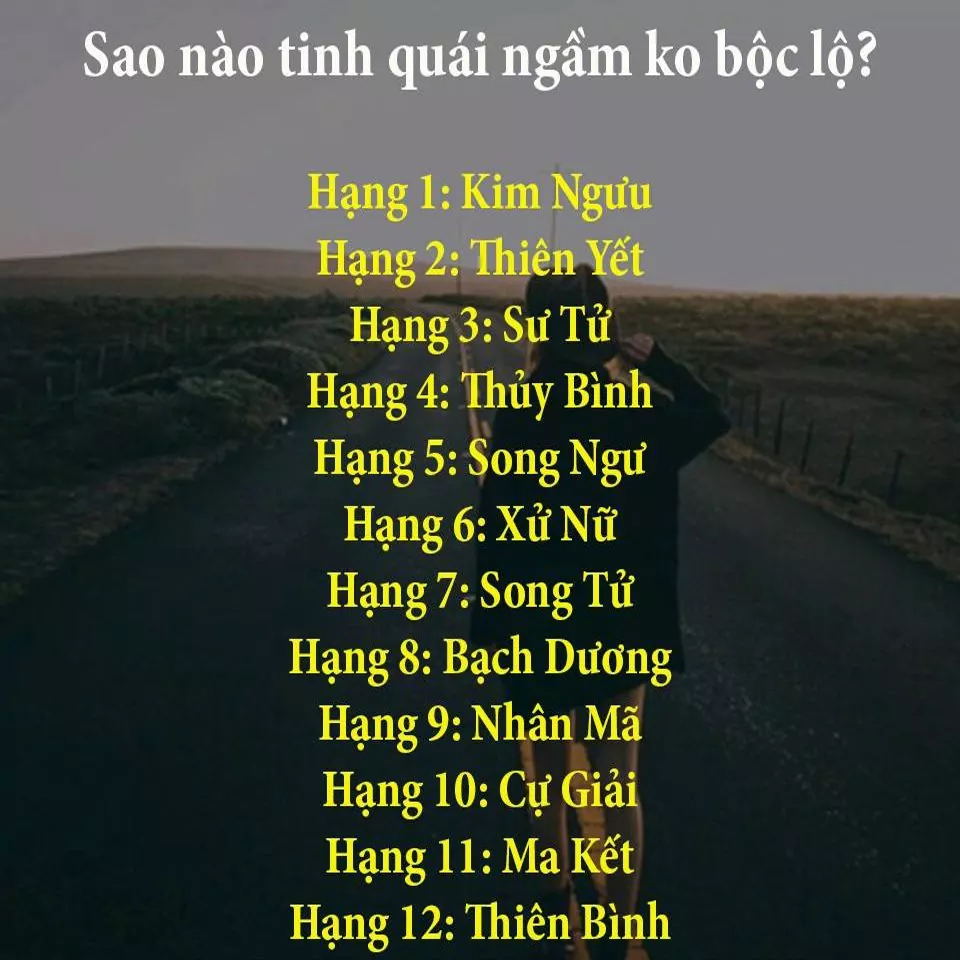 Sao nào tinh quái ngầm ko bộc lộ?
Hạng 1: Kim Ngưu
Hạng 2: Thiên Yết
Hạng 3: Sư Tử
Hạng 4: Thủy Bình
Hạng 5: Song Ngư
Hạng 6: Xử Nữ
Hạng 7: Song Tử
Hạng 8: Bạch Dương
Hạng 9: Nhân Mã
Hạng 10: Cự Giải
Hạng 11: Ma Kết
Hạng 12: Thiên Bình